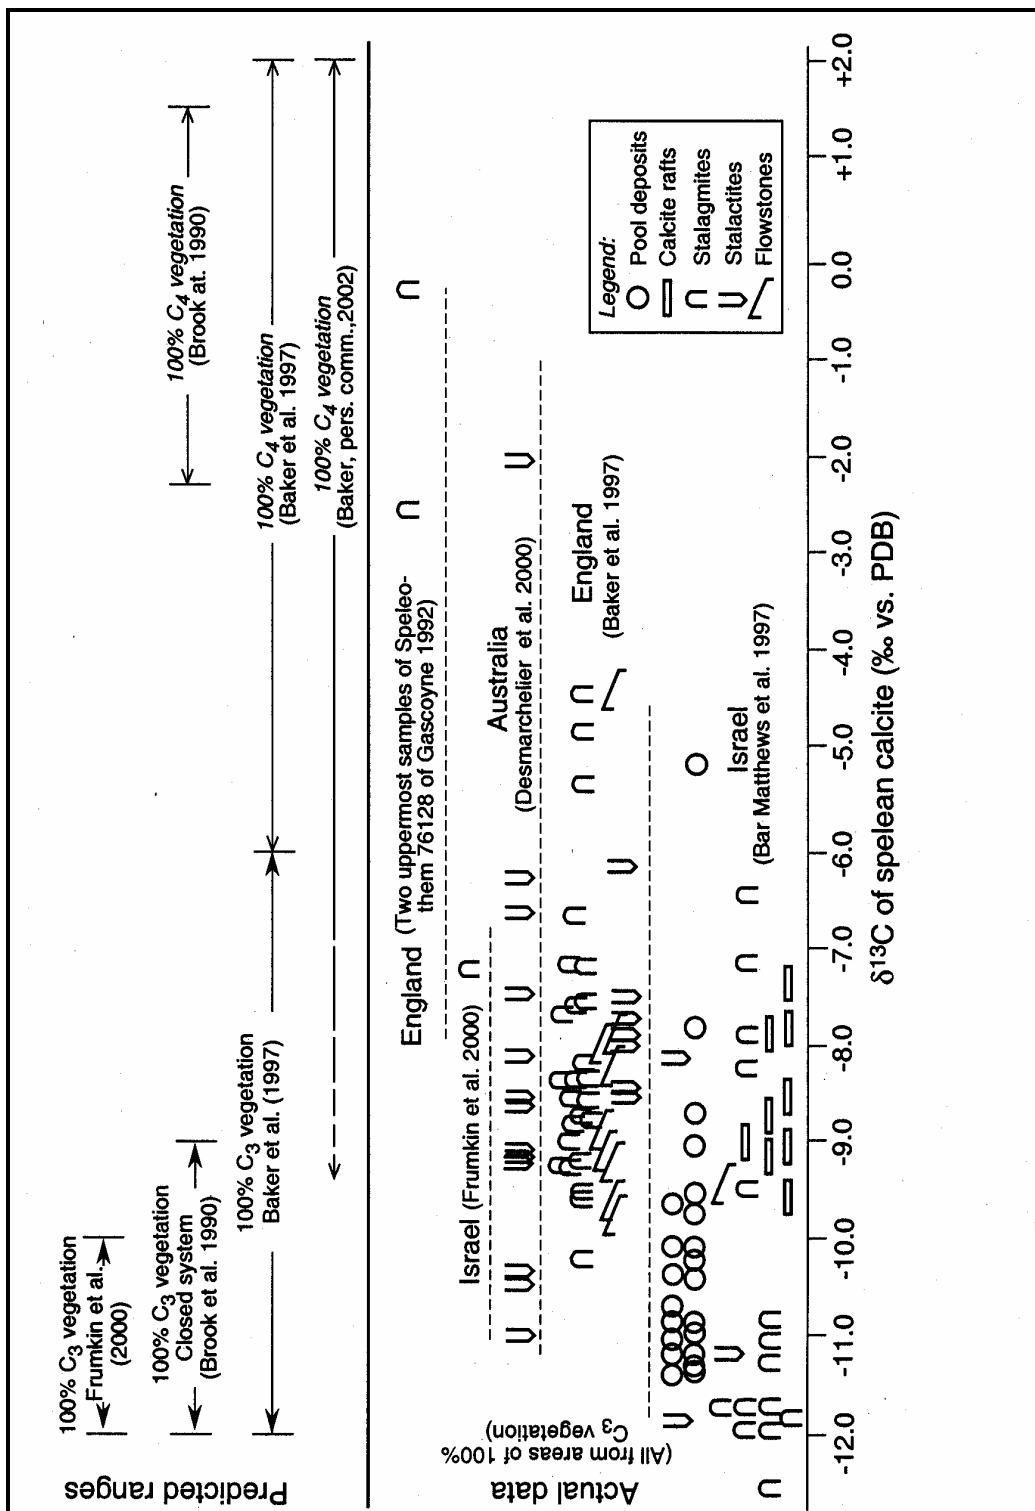 Predicted ranges
100% C3 vegetation
Frumkin et al.
(2000)
100% C3 vegetation
Closed system
(Brook et al. 1990)
100% C3 vegetation
Baker et al. (1997)
100% C4 vegetation
(Brook at. 1990)
100% C4 vegetation
(Baker et al. 1997)
100% C4 vegetation
(Baker, pers. comm.,2002)
Actual data
(All from areas of 100%
C3 vegetation)
England (Two uppermost samples of Speleo-
them 76128 of Gascoyne 1992)
Israel (Frumkin et al. 2000)
Australia
(Desmarchelier et al. 2000)
England
(Baker et al. 1997)
Israel
(Bar Matthews et al. 1997)
Legend:
Pool deposits
Calcite rafts
Stalagmites
Stalactites
Flowstones
-12.0 -11.0 -10.0 -9.0 -8.0 -7.0 -6.0 -5.0 -4.0 -3.0 -2.0 -1.0 0.0 +1.0 +2.0
δ13C of spelean calcite (‰ vs. PDB)